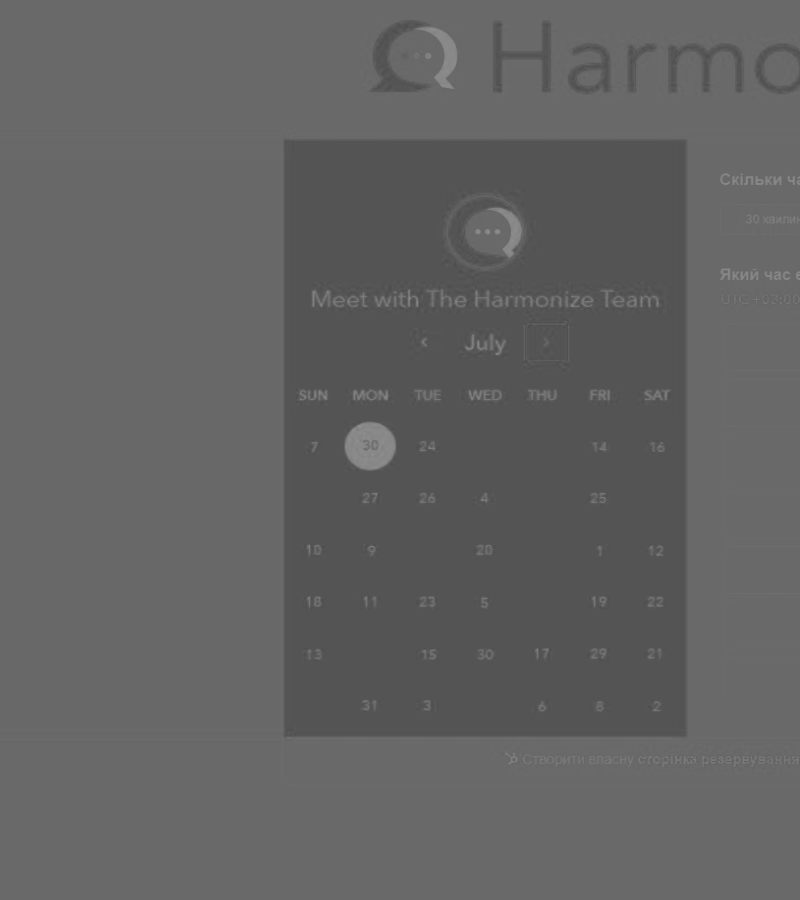 Harmo
Meet with The Harmonize Team
‹ July ›
SUN MON TUE WED THU FRI SAT
7 30 24 14 16
27 26 4 25
10 9 20 1 12
18 11 23 5 19 22
13 15 30 17 29 21
31 3 6 8 2
Скільки ча
30 хвилин
Який час є
UTC +03:00
Створити власну сторінка резервування